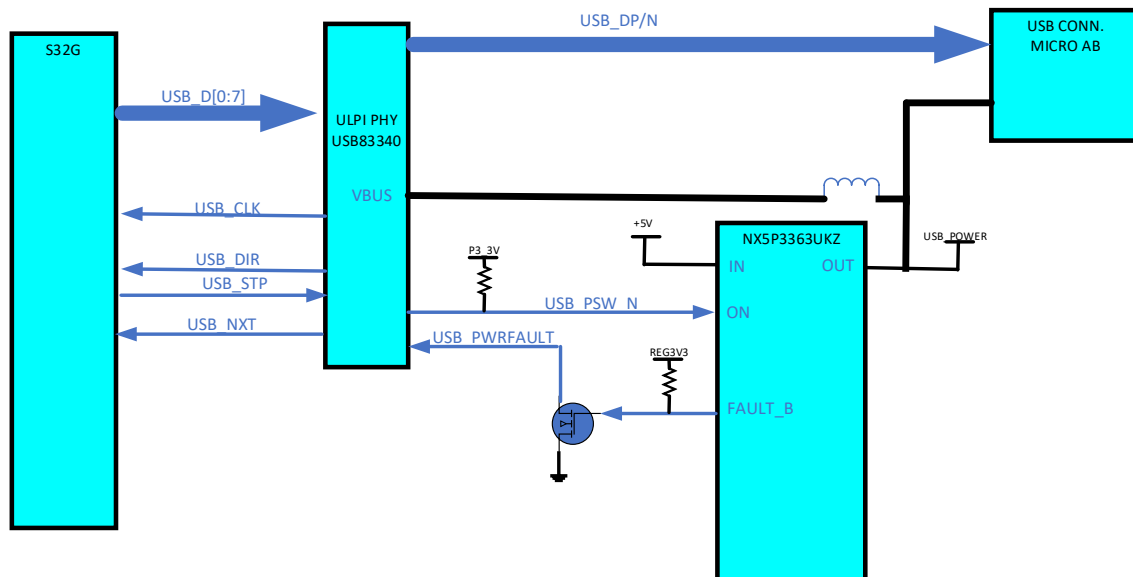 USB_DP/N
S32G
USB CONN.
MICRO AB
USB_D[0:7]
ULPI PHY
USB83340
VBUS
USB_CLK
+5V
NX5P3363UKZ
USB_POWER
P3_3V
USB_DIR
IN
OUT
USB_STP
USB_PSW_N
ON
USB_NXT
USB_PWRFAULT
REG3V3
FAULT_B